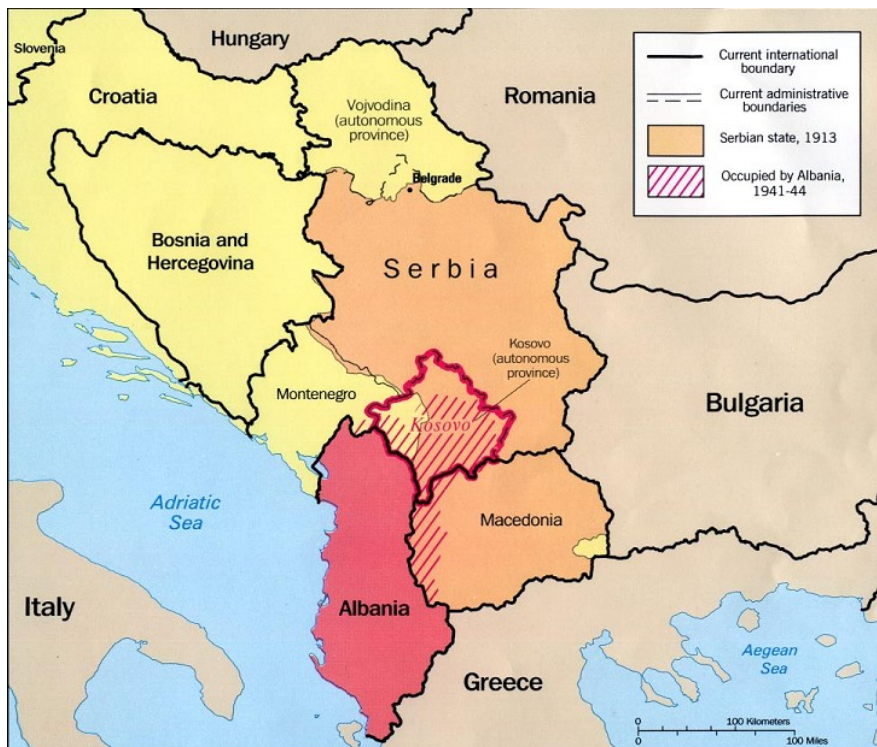 Hungary
Slovenia
Croatia
Vojvodina
(autonomous
province)
Belgrade
Romania
Current international
boundary
Current administrative
boundaries
Serbian state, 1913
Occupied by Albania,
1941-44
Bosnia and
Hercegovina
Serbia
Kosovo
(autonomous
province)
Montenegro
Kosovo
Bulgaria
Adriatic
Sea
Macedonia
Italy
Albania
Greece
Aegean
Sea
0 100 Kilometers
0 100 Miles